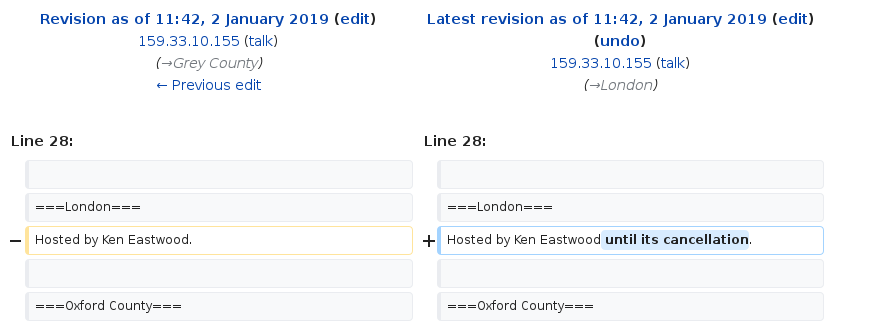 Revision as of 11:42, 2 January 2019 (edit)
159.33.10.155 (talk)
(→Grey County)
← Previous edit
Latest revision as of 11:42, 2 January 2019 (edit)
(undo)
159.33.10.155 (talk)
(→London)
Line 28:
Line 28:
===London===
===London===
− Hosted by Ken Eastwood.
+ Hosted by Ken Eastwood until its cancellation.
===Oxford County===
===Oxford County===